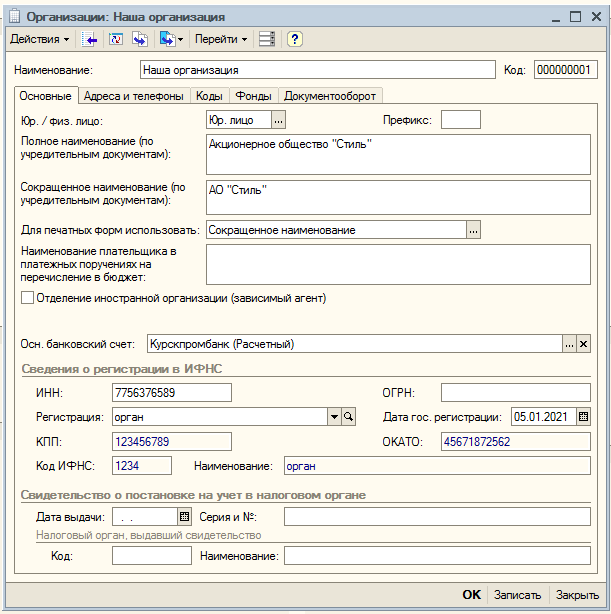 Организации: Наша организация
Действия Перейти ?
Наименование: Наша организация Код: 000000001
Основные Адреса и телефоны Коды Фонды Документооборот
Юр. / физ. лицо: Юр. лицо ... Префикс:
Полное наименование (по Акционерное общество "Стиль"
учредительным документам):
Сокращенное наименование (по АО "Стиль"
учредительным документам):
Для печатных форм использовать: Сокращенное наименование ...
Наименование плательщика в
платежных поручениях на
перечисление в бюджет:
Отделение иностранной организации (зависимый агент)
Осн. банковский счет: Курскпромбанк (Расчетный) ... ×
Сведения о регистрации в ИФНС
ИНН: 7756376589 ОГРН:
Регистрация: орган Дата гос. регистрации: 05.01.2021
КПП: 123456789 ОКАТО: 45671872562
Код ИФНС: 1234 Наименование: орган
Свидетельство о постановке на учет в налоговом органе
Дата выдачи: . . Серия и №:
Налоговый орган, выдавший свидетельство
Код: Наименование:
OK Записать Закрыть